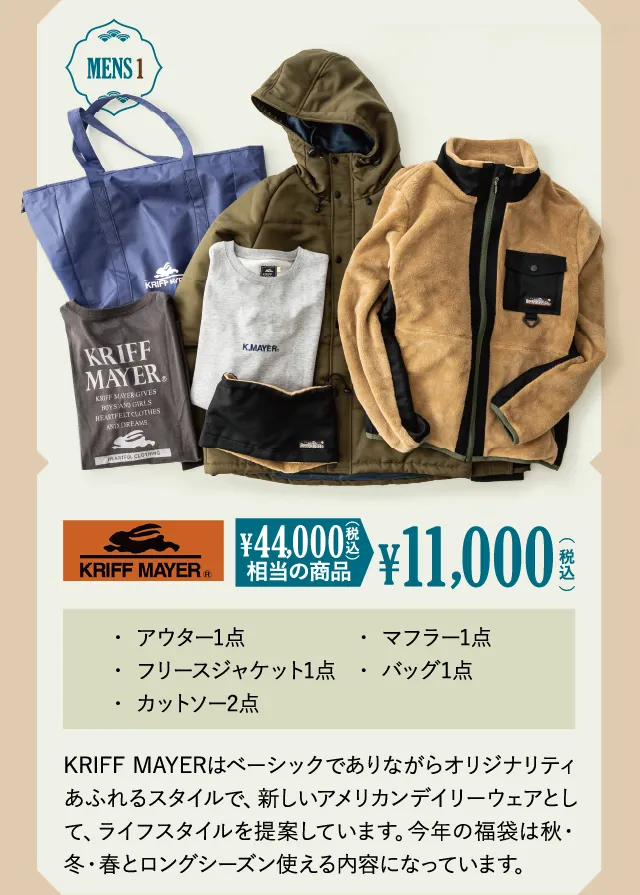 MENS 1
KRIFF MAYER
KRIFF
MAYER®
KRIFF MAYER GIVES
BOYS AND GIRLS
HEARTFELT CLOTHES
AND DREAMS.
HEARTFUL CLOTHING
K.MAYER®
KRIFF MAYER®
¥44,000(税込)
相当の商品
¥11,000(税込)
・ アウター1点
・ マフラー1点
・ フリースジャケット1点
・ バッグ1点
・ カットソー2点
KRIFF MAYERはベーシックでありながらオリジナリティ
あふれるスタイルで、新しいアメリカンデイリーウェアとし
て、ライフスタイルを提案しています。今年の福袋は秋・
冬・春とロングシーズン使える内容になっています。